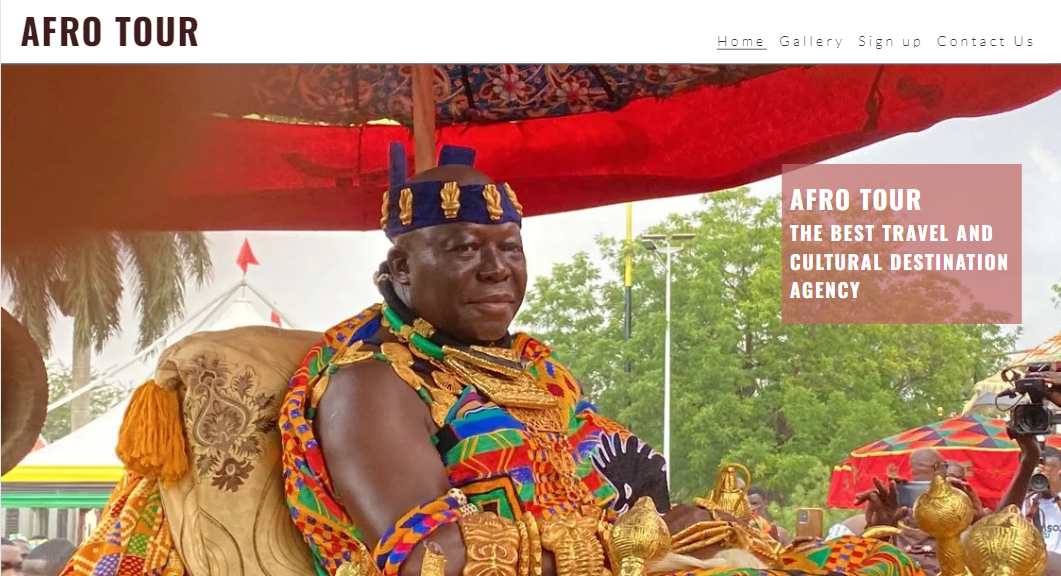 AFRO TOUR
Home Gallery Sign up Contact Us
AFRO TOUR
THE BEST TRAVEL AND
CULTURAL DESTINATION
AGENCY